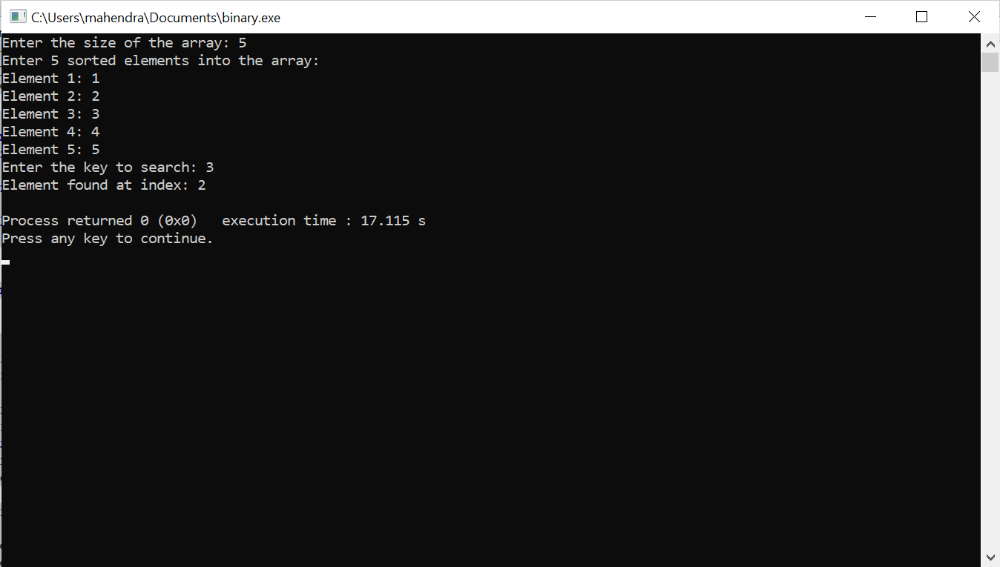 C:\Users\mahendra\Documents\binary.exe
Enter the size of the array: 5
Enter 5 sorted elements into the array:
Element 1: 1
Element 2: 2
Element 3: 3
Element 4: 4
Element 5: 5
Enter the key to search: 3
Element found at index: 2
Process returned 0 (0x0)   execution time : 17.115 s
Press any key to continue.